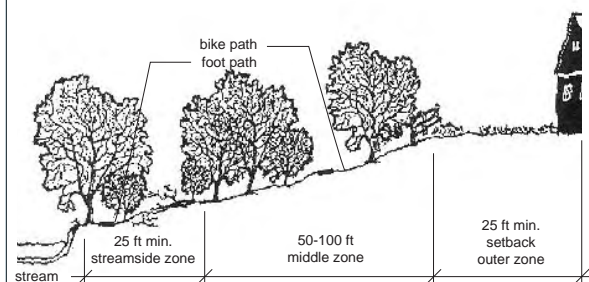 bike path
foot path
25 ft min.
streamside zone
50-100 ft
middle zone
25 ft min.
setback
outer zone
stream